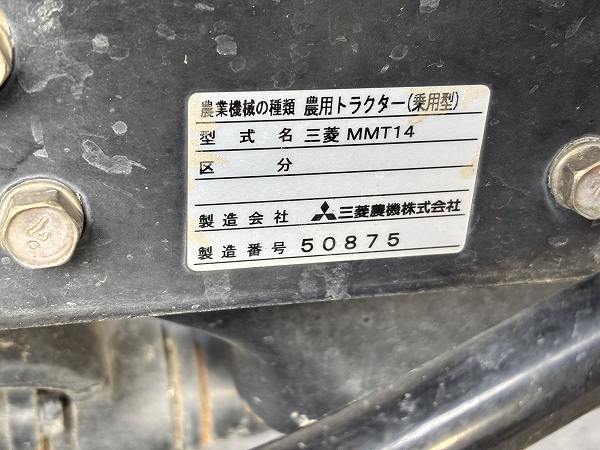 農業機械の種類 農用トラクター(乗用型)
型式名 三菱 MMT14
区分
製造会社 三菱農機株式会社
製造番号 50875